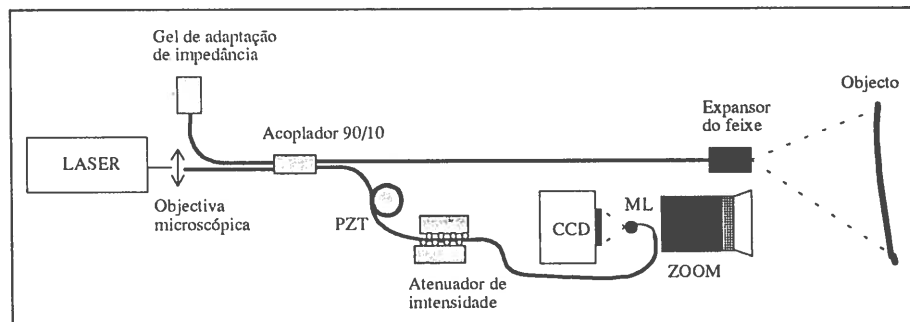 Gel de adaptação
de impedância
Objecto
Expansor
do feixe
Acoplador 90/10
LASER
Objectiva
microscópica
PZT
CCD
ML
ZOOM
Atenuador de
imtensidade